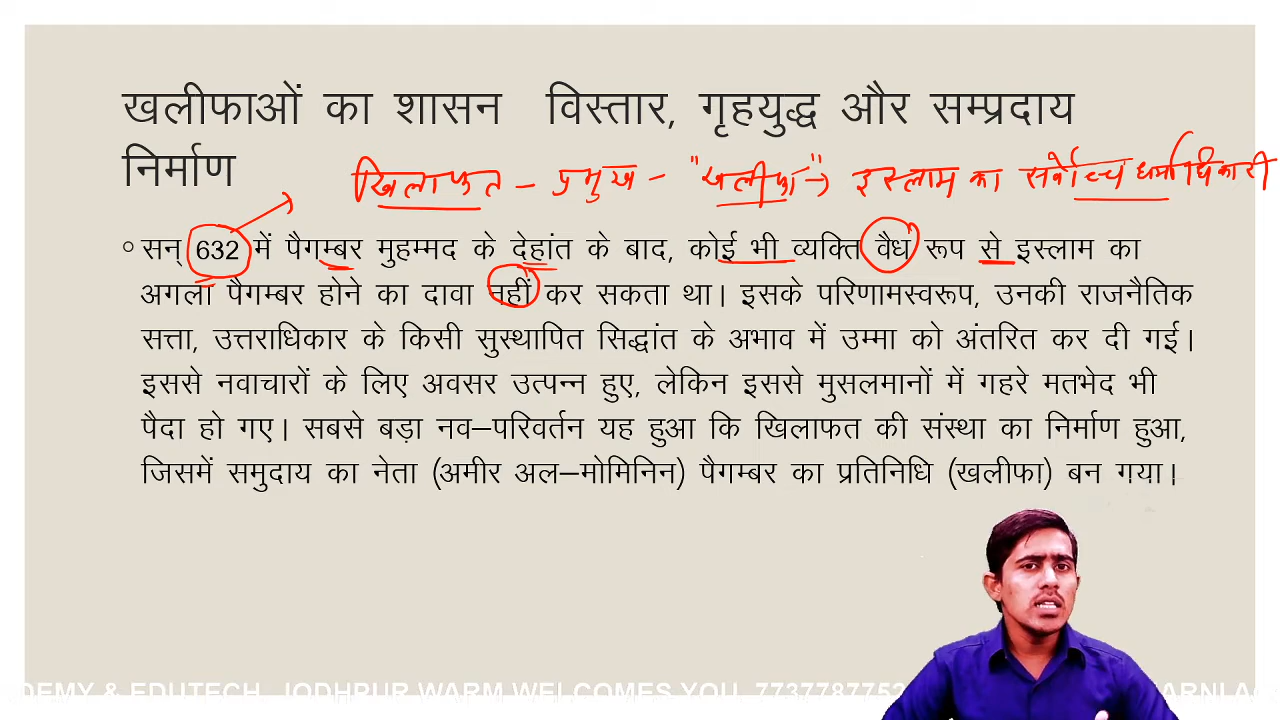 खलीफाओं का शासन विस्तार, गृहयुद्ध और सम्प्रदाय
निर्माण
खिलाफत – प्रमुख – "खलीफा" → इस्लाम का सर्वोच्च धर्माधिकारी
सन् 632 में पैगम्बर मुहम्मद के देहांत के बाद, कोई भी व्यक्ति वैध रूप से इस्लाम का
अगला पैगम्बर होने का दावा नहीं कर सकता था। इसके परिणामस्वरूप, उनकी राजनैतिक
सत्ता, उत्तराधिकार के किसी सुस्थापित सिद्धांत के अभाव में उम्मा को अंतरित कर दी गई।
इससे नवाचारों के लिए अवसर उत्पन्न हुए, लेकिन इससे मुसलमानों में गहरे मतभेद भी
पैदा हो गए। सबसे बड़ा नव–परिवर्तन यह हुआ कि खिलाफत की संस्था का निर्माण हुआ,
जिसमें समुदाय का नेता (अमीर अल–मोमिनिन) पैगम्बर का प्रतिनिधि (खलीफा) बन गया।
& EDUTECH, JODHPUR WARM WELCOMES YOU